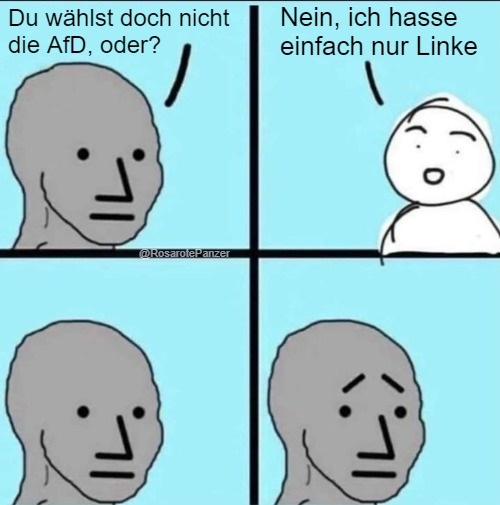 Du wählst doch nicht
die AfD, oder?
Nein, ich hasse
einfach nur Linke
@RosarotePanzer